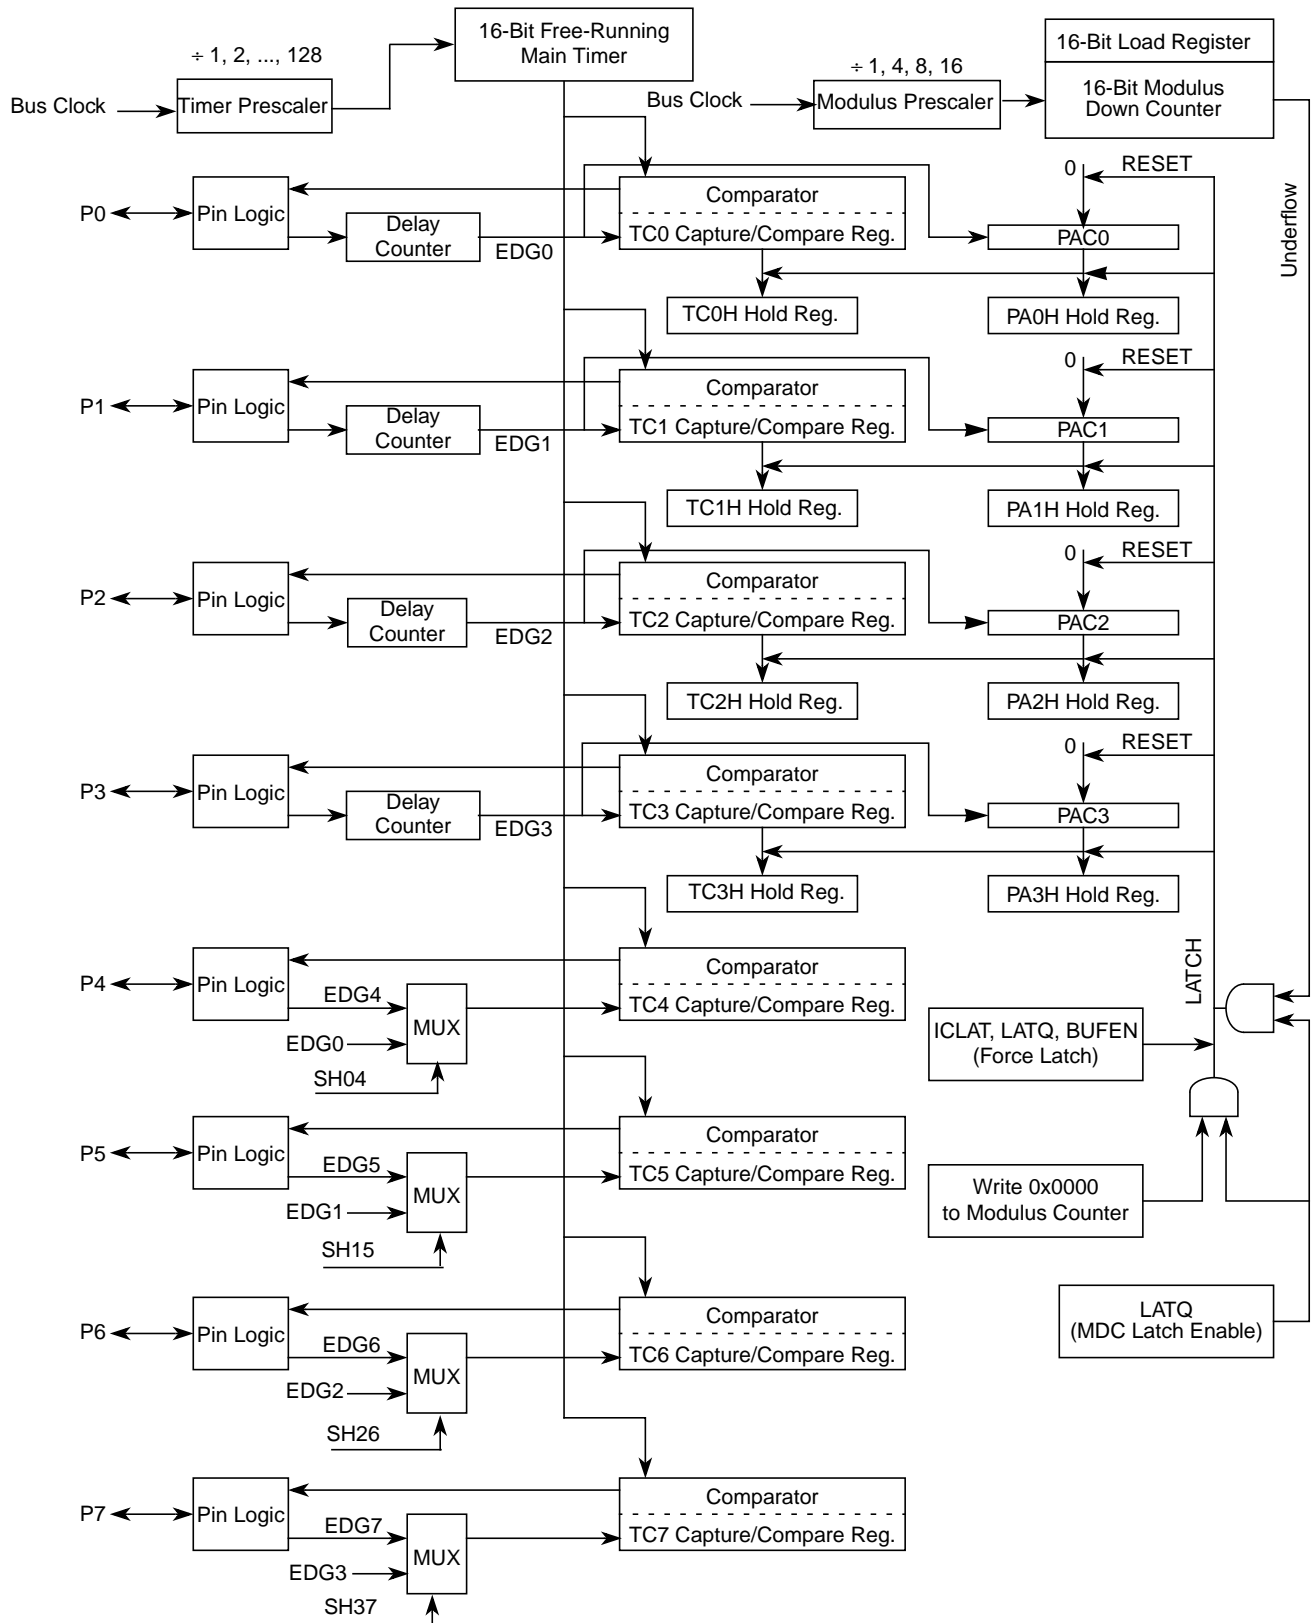 16-Bit Free-Running
Main Timer
÷ 1, 2, ..., 128
Bus Clock
Timer Prescaler
÷ 1, 4, 8, 16
Bus Clock
Modulus Prescaler
16-Bit Load Register
16-Bit Modulus
Down Counter
Underflow
P0
Pin Logic
Delay
Counter
EDG0
Comparator
TC0 Capture/Compare Reg.
TC0H Hold Reg.
0
RESET
PAC0
PA0H Hold Reg.
P1
Pin Logic
Delay
Counter
EDG1
Comparator
TC1 Capture/Compare Reg.
TC1H Hold Reg.
0
RESET
PAC1
PA1H Hold Reg.
P2
Pin Logic
Delay
Counter
EDG2
Comparator
TC2 Capture/Compare Reg.
TC2H Hold Reg.
0
RESET
PAC2
PA2H Hold Reg.
P3
Pin Logic
Delay
Counter
EDG3
Comparator
TC3 Capture/Compare Reg.
TC3H Hold Reg.
0
RESET
PAC3
PA3H Hold Reg.
P4
Pin Logic
EDG4
EDG0
MUX
SH04
Comparator
TC4 Capture/Compare Reg.
LATCH
ICLAT, LATQ, BUFEN
(Force Latch)
P5
Pin Logic
EDG5
EDG1
MUX
SH15
Comparator
TC5 Capture/Compare Reg.
Write 0x0000
to Modulus Counter
P6
Pin Logic
EDG6
EDG2
MUX
SH26
Comparator
TC6 Capture/Compare Reg.
LATQ
(MDC Latch Enable)
P7
Pin Logic
EDG7
EDG3
MUX
SH37
Comparator
TC7 Capture/Compare Reg.